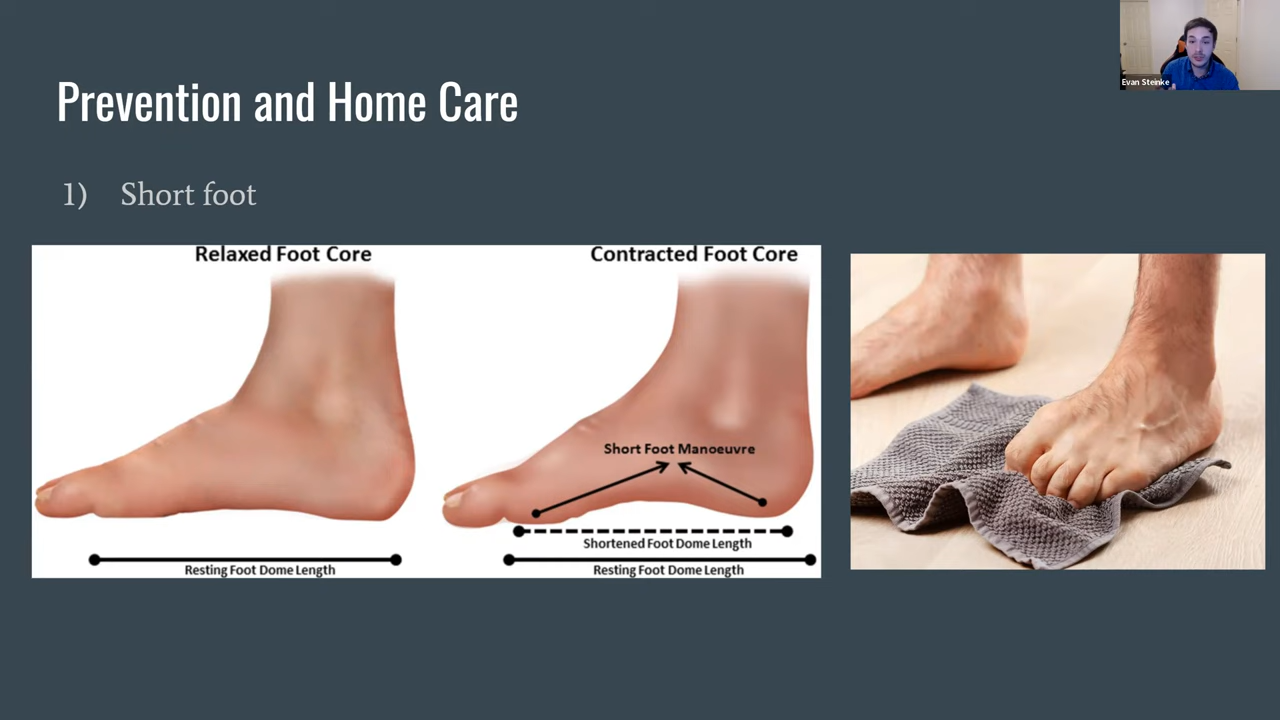 Evan Steinke
Prevention and Home Care
1) Short foot
Relaxed Foot Core
Resting Foot Dome Length
Contracted Foot Core
Short Foot Manoeuvre
Shortened Foot Dome Length
Resting Foot Dome Length